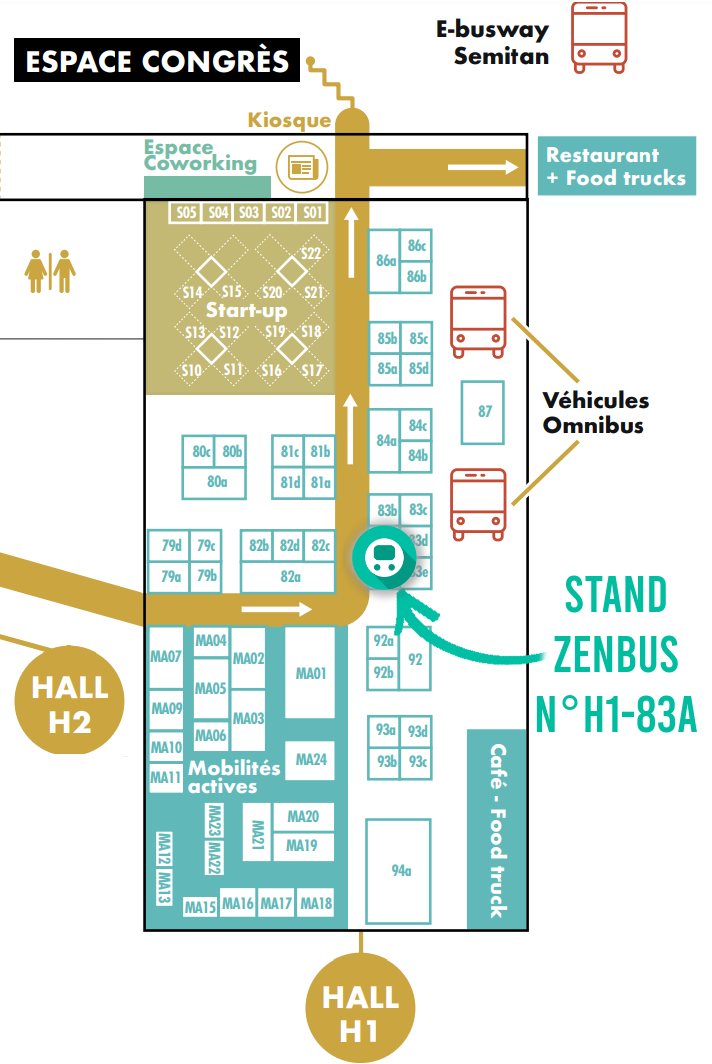 E-busway
Semitan
ESPACE CONGRÈS
Kiosque
Espace
Coworking
Restaurant
+ Food trucks
S05 S04 S03 S02 S01
S22
S14 S15 S20 S21
Start-up
S13 S12 S19 S18
S10 S11 S16 S17
86a 86c
86b
85b 85c
85a 85d
87
84a 84c
84b
Véhicules
Omnibus
80c 80b 81c 81b
80a 81d 81a
83b 83c
79d 79c 82b 82d 82c
79a 79b 82a
STAND
ZENBUS
N°H1-83A
HALL
H2
MA07 MA04 MA02 MA01
MA05
MA09 MA03
MA06
MA10
MA11
MA24
Mobilités
actives
92a 92
92b
93a 93d
93b 93c
MA23
MA22
MA21
MA20
MA19
MA12
MA13
MA15 MA16 MA17 MA18
94a
Café - Food truck
HALL
H1